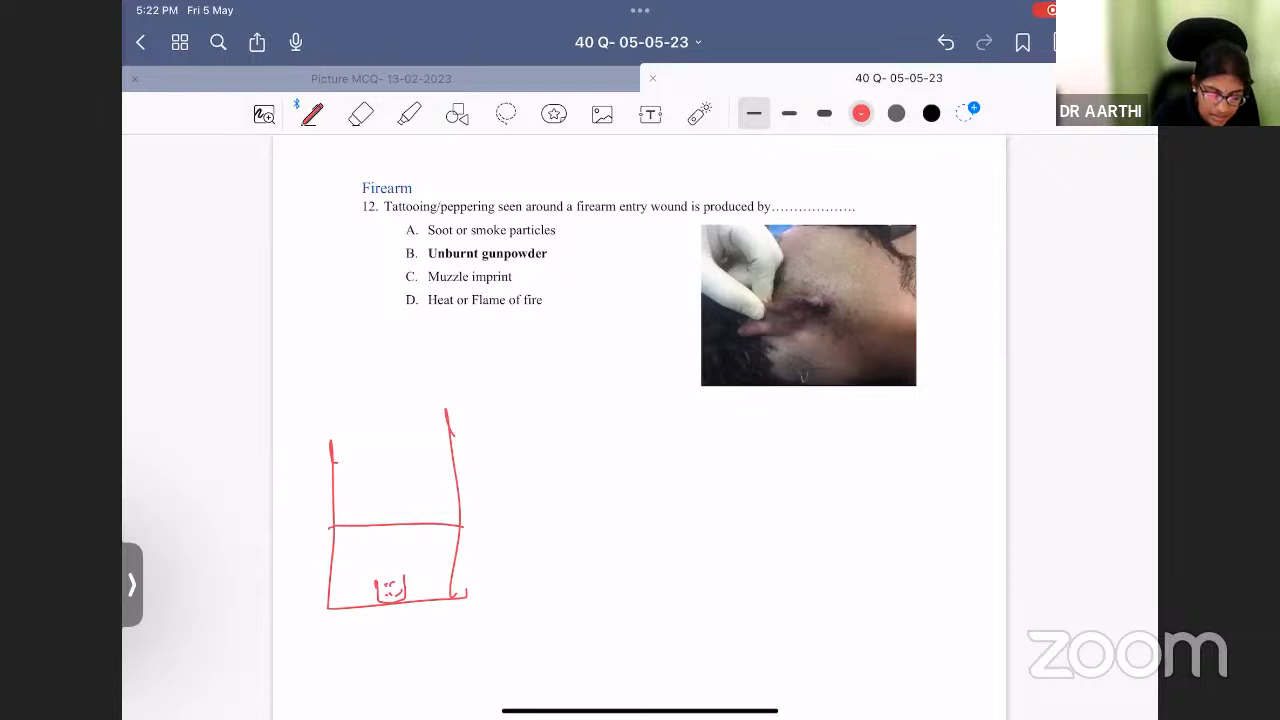 5:22 PM Fri 5 May
40 Q- 05-05-23
Picture MCQ- 13-02-2023
40 Q- 05-05-23
DR AARTHI
Firearm
12. Tattooing/peppering seen around a firearm entry wound is produced by……………….
A. Soot or smoke particles
B. Unburnt gunpowder
C. Muzzle imprint
D. Heat or Flame of fire
zoom